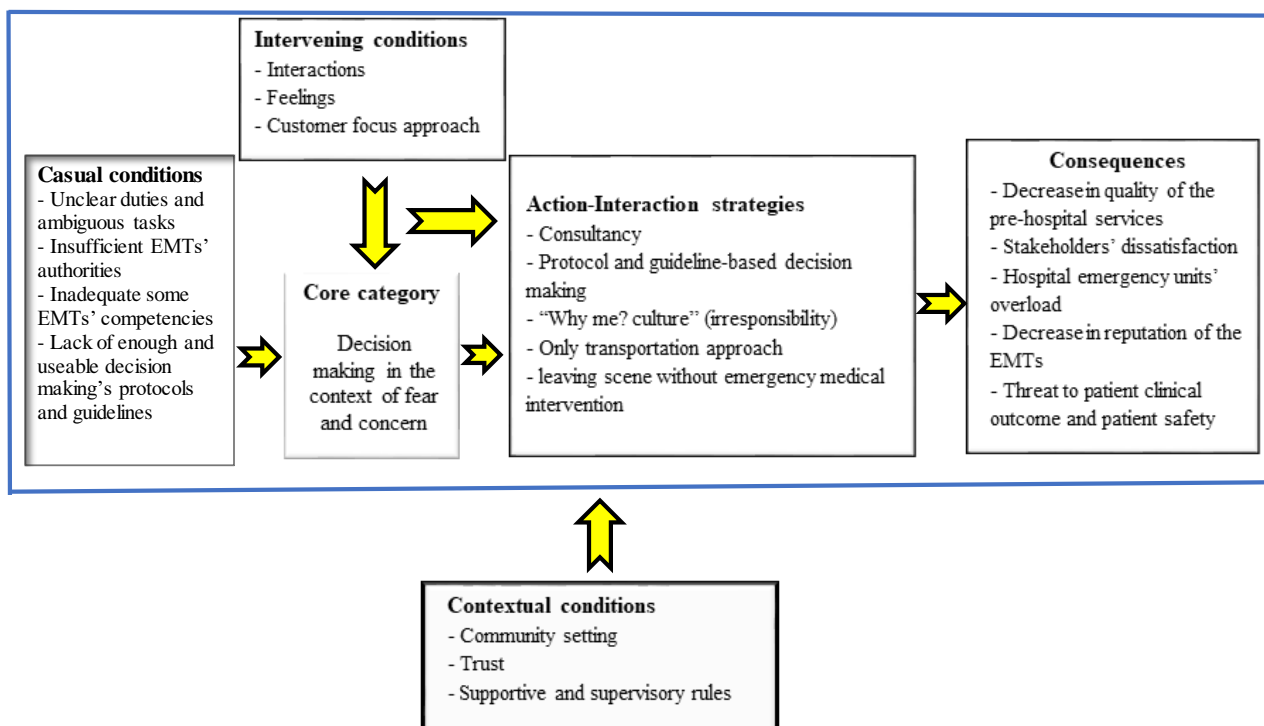 Intervening conditions
- Interactions
- Feelings
- Customer focus approach
Casual conditions
- Unclear duties and
ambiguous tasks
- Insufficient EMTs’
authorities
- Inadequate some
EMTs’ competencies
- Lack of enough and
useable decision
making’s protocols
and guidelines
Core category
Decision
making in the
context of fear
and concern
Action-Interaction strategies
- Consultancy
- Protocol and guideline-based decision
making
- “Why me? culture” (irresponsibility)
- Only transportation approach
- leaving scene without emergency medical
intervention
Consequences
- Decrease in quality of the
pre-hospital services
- Stakeholders’ dissatisfaction
- Hospital emergency units’
overload
- Decrease in reputation of the
EMTs
- Threat to patient clinical
outcome and patient safety
Contextual conditions
- Community setting
- Trust
- Supportive and supervisory rules